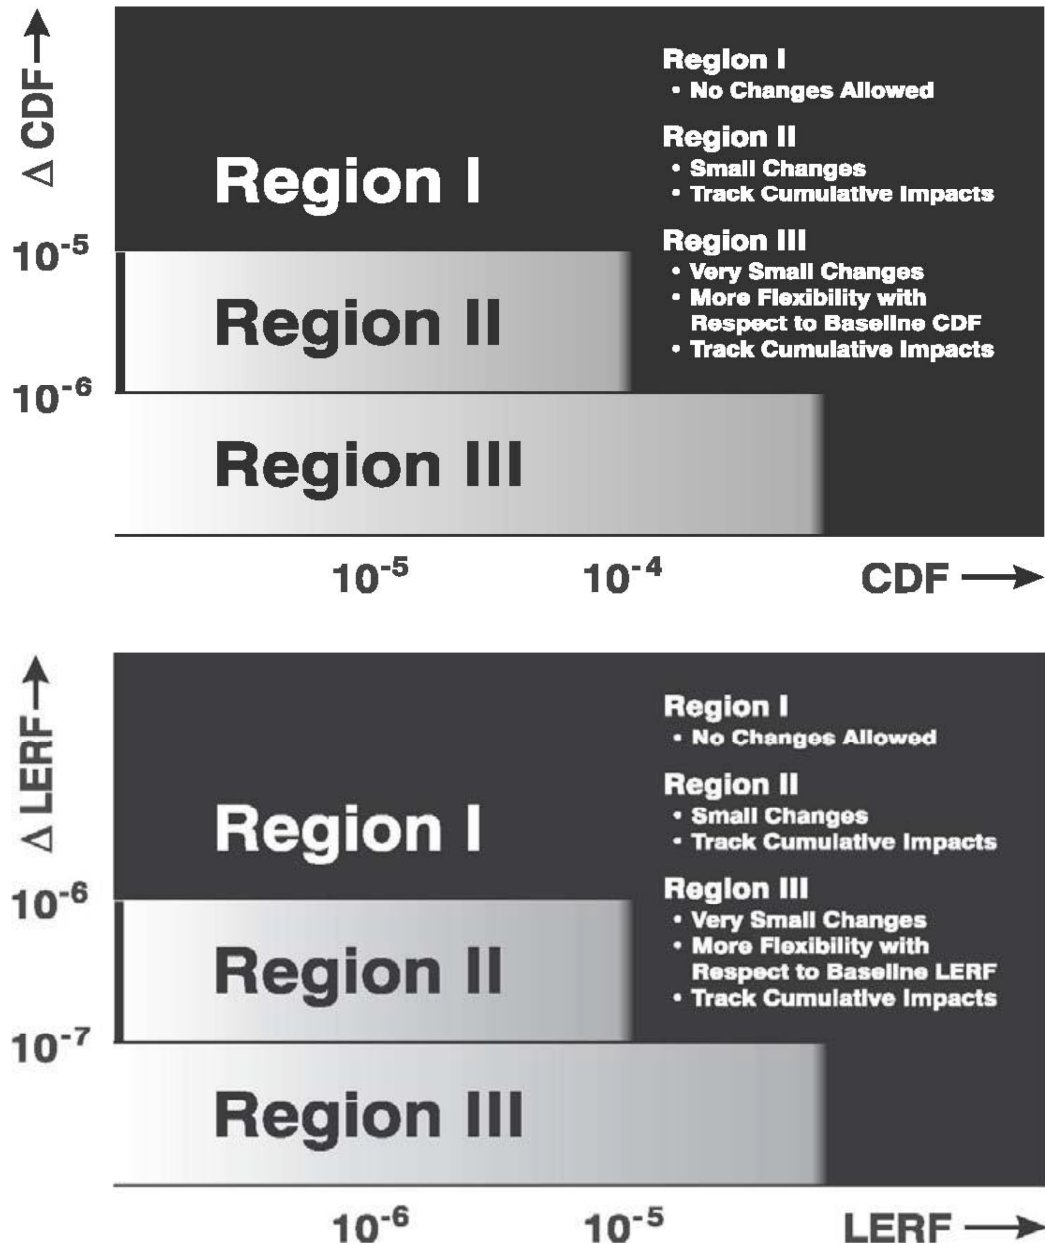 Δ CDF→
Region I
• No Changes Allowed
Region II
• Small Changes
• Track Cumulative Impacts
Region III
• Very Small Changes
• More Flexibility with
Respect to Baseline CDF
• Track Cumulative Impacts
Region I
10⁻⁵
Region II
10⁻⁶
Region III
10⁻⁵ 10⁻⁴ CDF →
Δ LERF→
Region I
• No Changes Allowed
Region II
• Small Changes
• Track Cumulative Impacts
Region III
• Very Small Changes
• More Flexibility with
Respect to Baseline LERF
• Track Cumulative Impacts
Region I
10⁻⁶
Region II
10⁻⁷
Region III
10⁻⁶ 10⁻⁵ LERF →